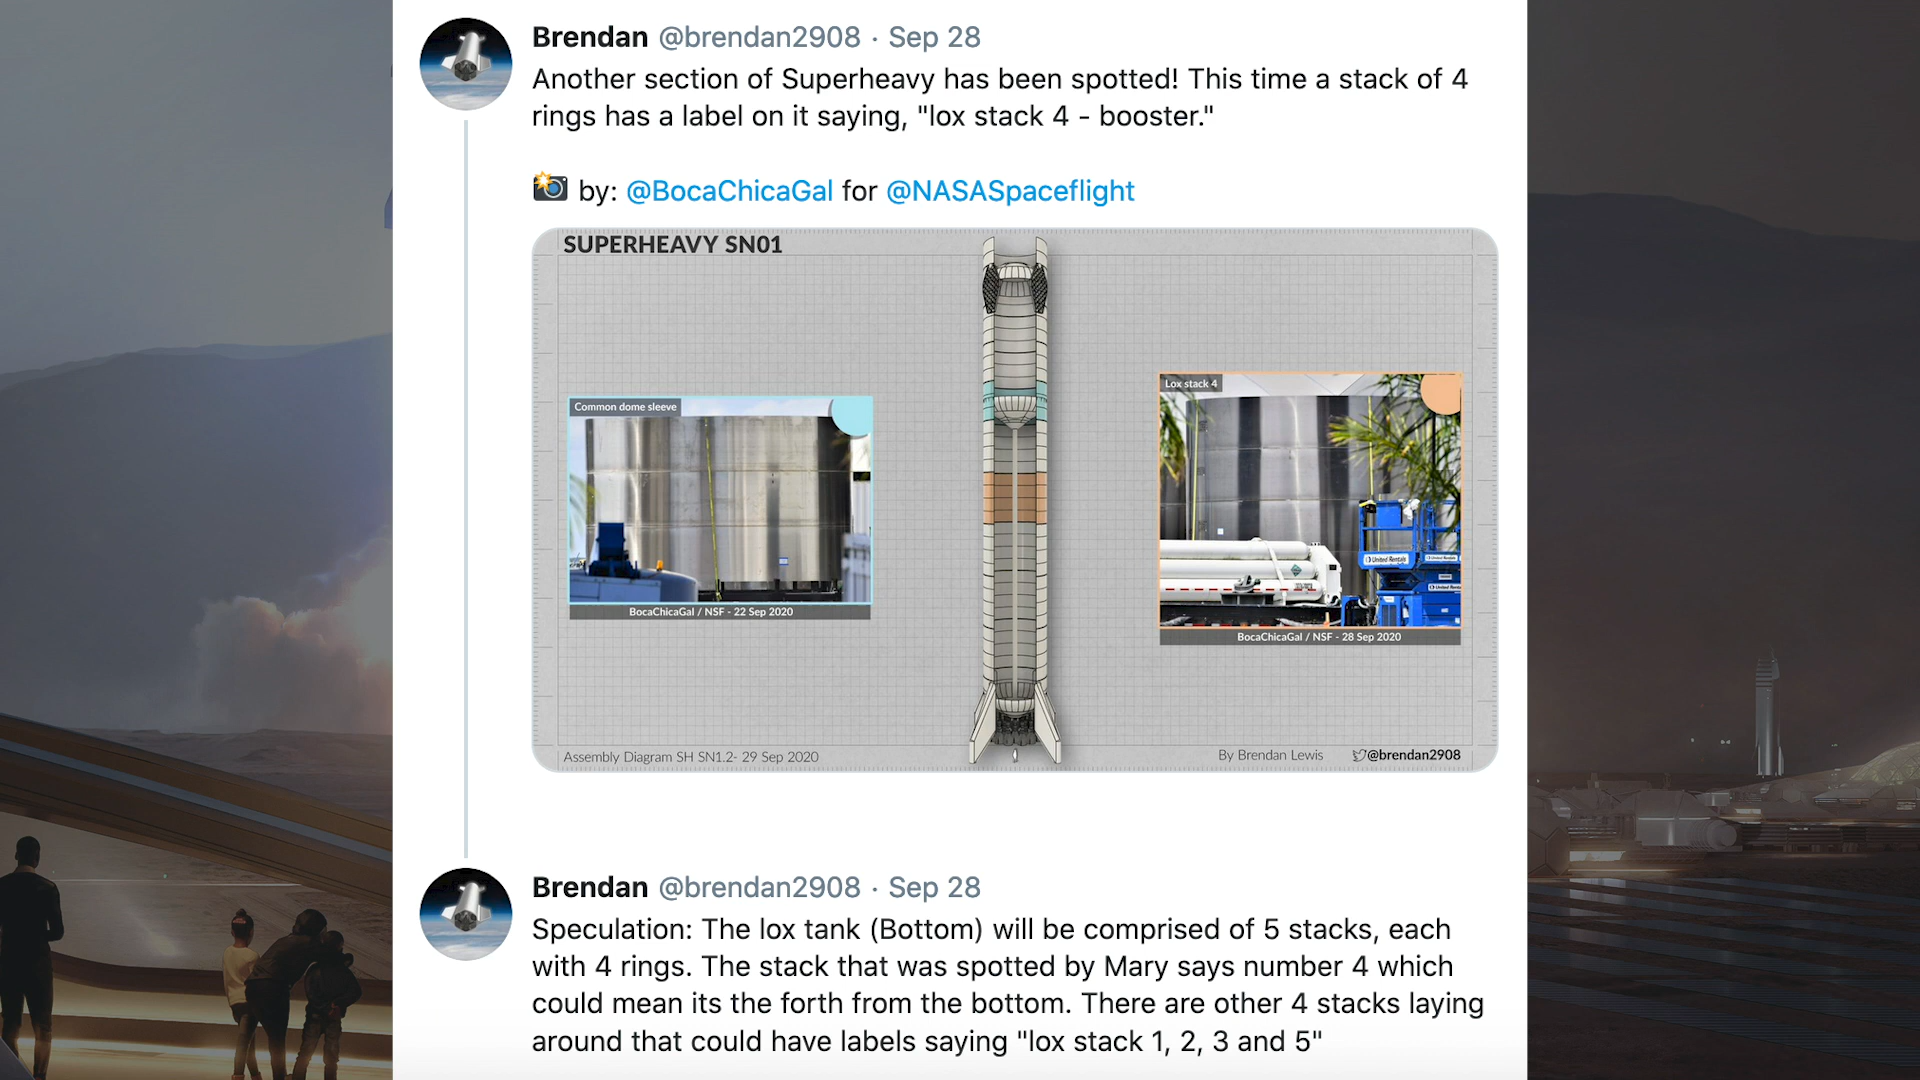 Brendan @brendan2908 · Sep 28
Another section of Superheavy has been spotted! This time a stack of 4
rings has a label on it saying, "lox stack 4 - booster."
by: @BocaChicaGal for @NASASpaceflight
SUPERHEAVY SN01
Common dome sleeve
BocaChicaGal / NSF - 22 Sep 2020
Lox stack 4
United Rentals
BocaChicaGal / NSF - 28 Sep 2020
Assembly Diagram SH SN1.2- 29 Sep 2020
By Brendan Lewis @brendan2908
Brendan @brendan2908 · Sep 28
Speculation: The lox tank (Bottom) will be comprised of 5 stacks, each
with 4 rings. The stack that was spotted by Mary says number 4 which
could mean its the forth from the bottom. There are other 4 stacks laying
around that could have labels saying "lox stack 1, 2, 3 and 5"